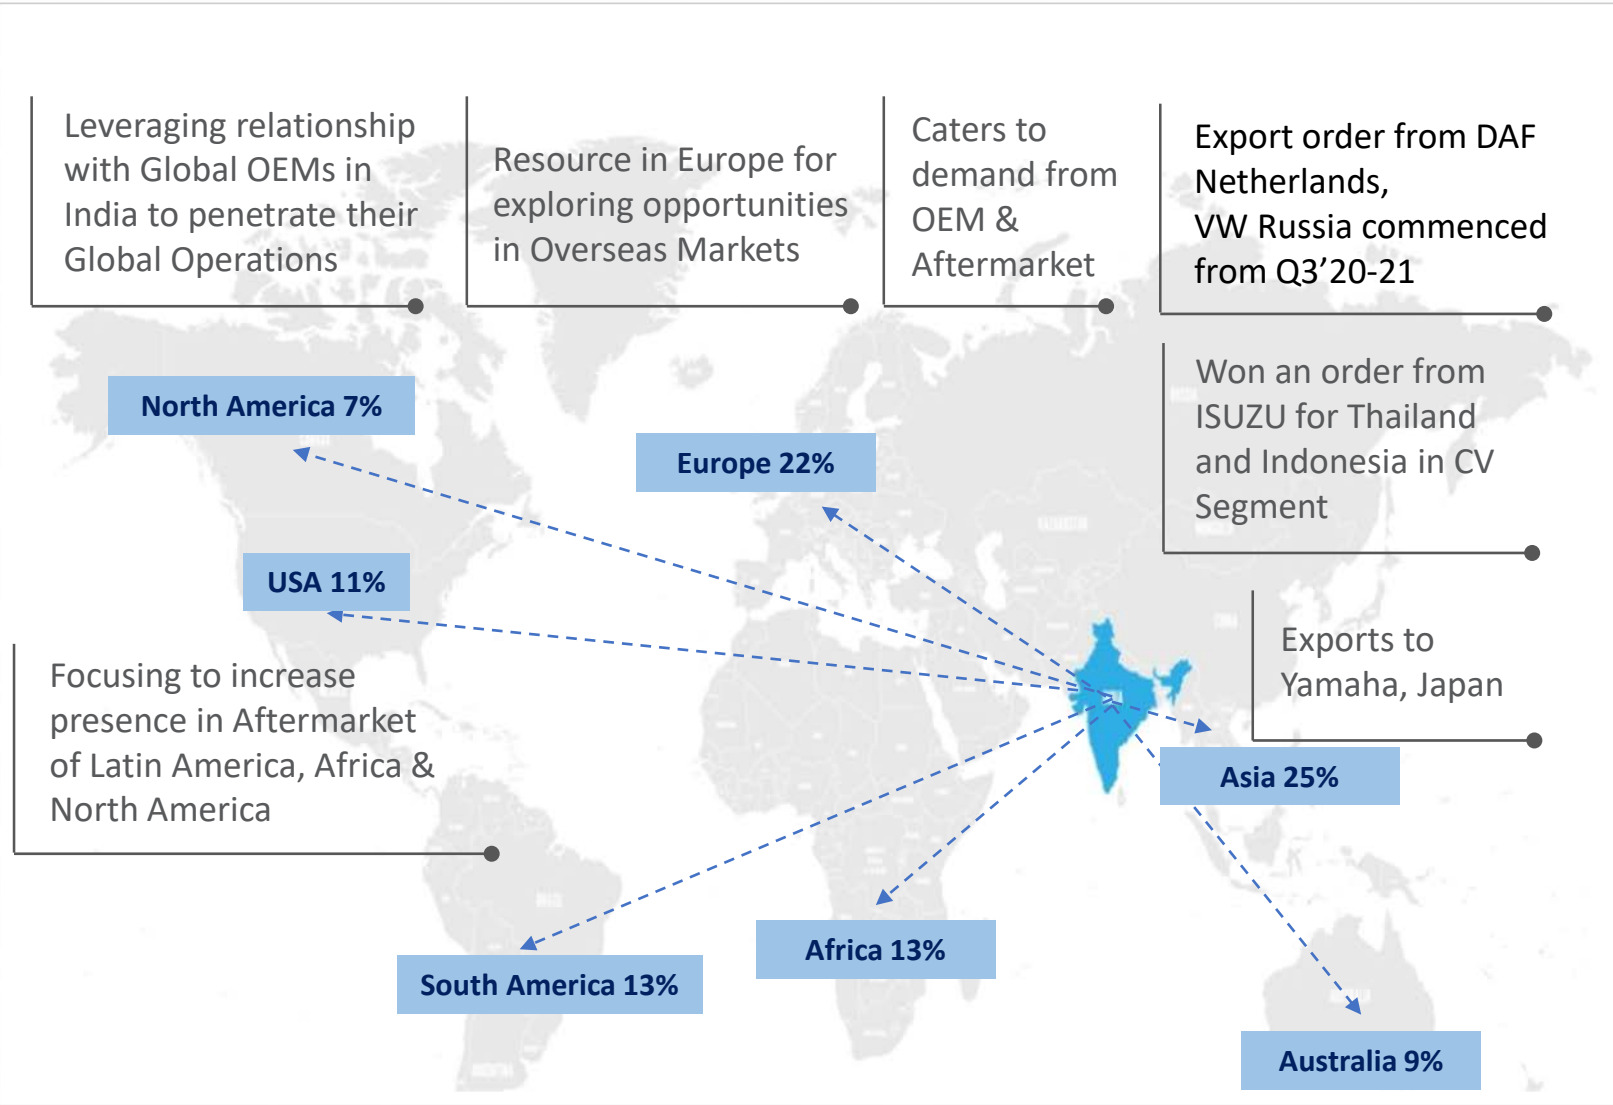 Leveraging relationship
with Global OEMs in
India to penetrate their
Global Operations
Resource in Europe for
exploring opportunities
in Overseas Markets
Caters to
demand from
OEM &
Aftermarket
Export order from DAF
Netherlands,
VW Russia commenced
from Q3’20-21
Won an order from
ISUZU for Thailand
and Indonesia in CV
Segment
North America 7%
Europe 22%
USA 11%
Exports to
Yamaha, Japan
Focusing to increase
presence in Aftermarket
of Latin America, Africa &
North America
Asia 25%
Africa 13%
South America 13%
Australia 9%